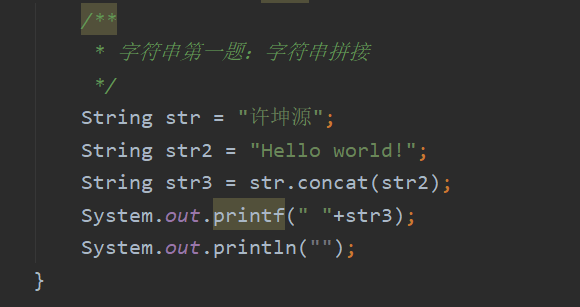 /**
* 字符串第一题：字符串拼接
*/
String str = "许坤源";
String str2 = "Hello world!";
String str3 = str.concat(str2);
System.out.printf(" "+str3);
System.out.println("");
}